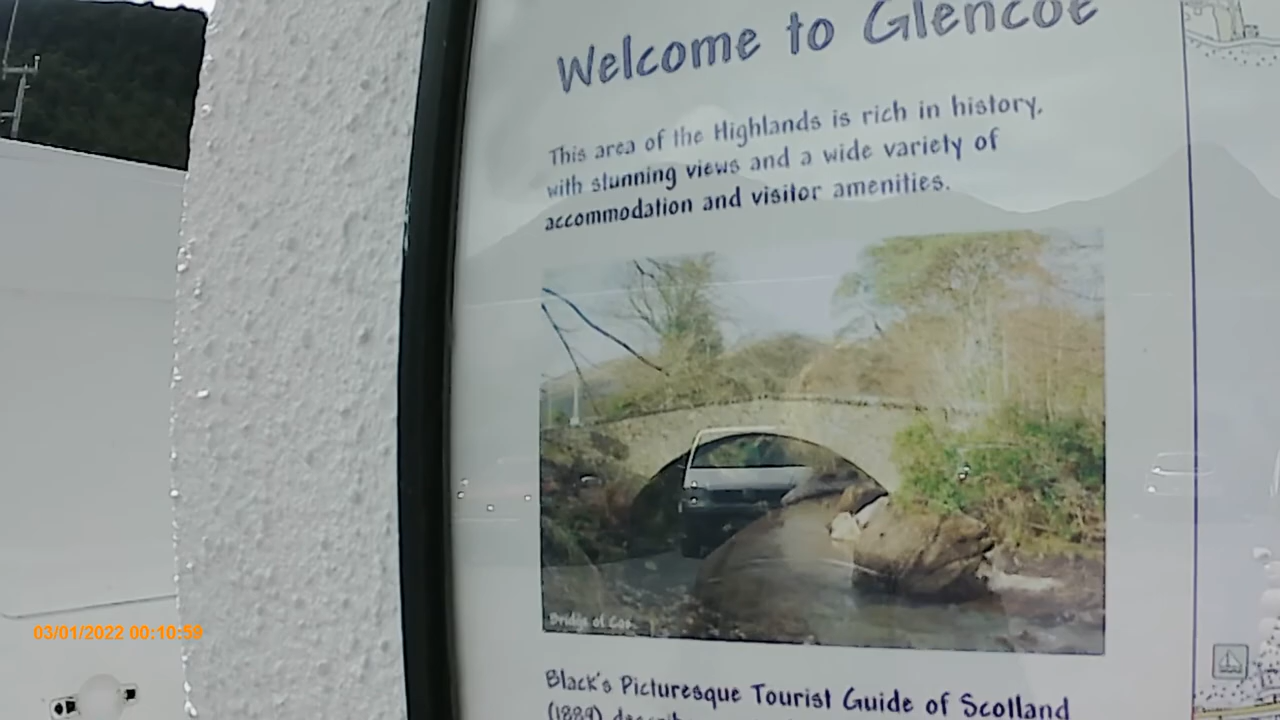 Welcome to Glencoe
This area of the Highlands is rich in history,
with stunning views and a wide variety of
accommodation and visitor amenities.
Bridge of Coe
Black's Picturesque Tourist Guide of Scotland
(1889)
03/01/2022 00:10:59